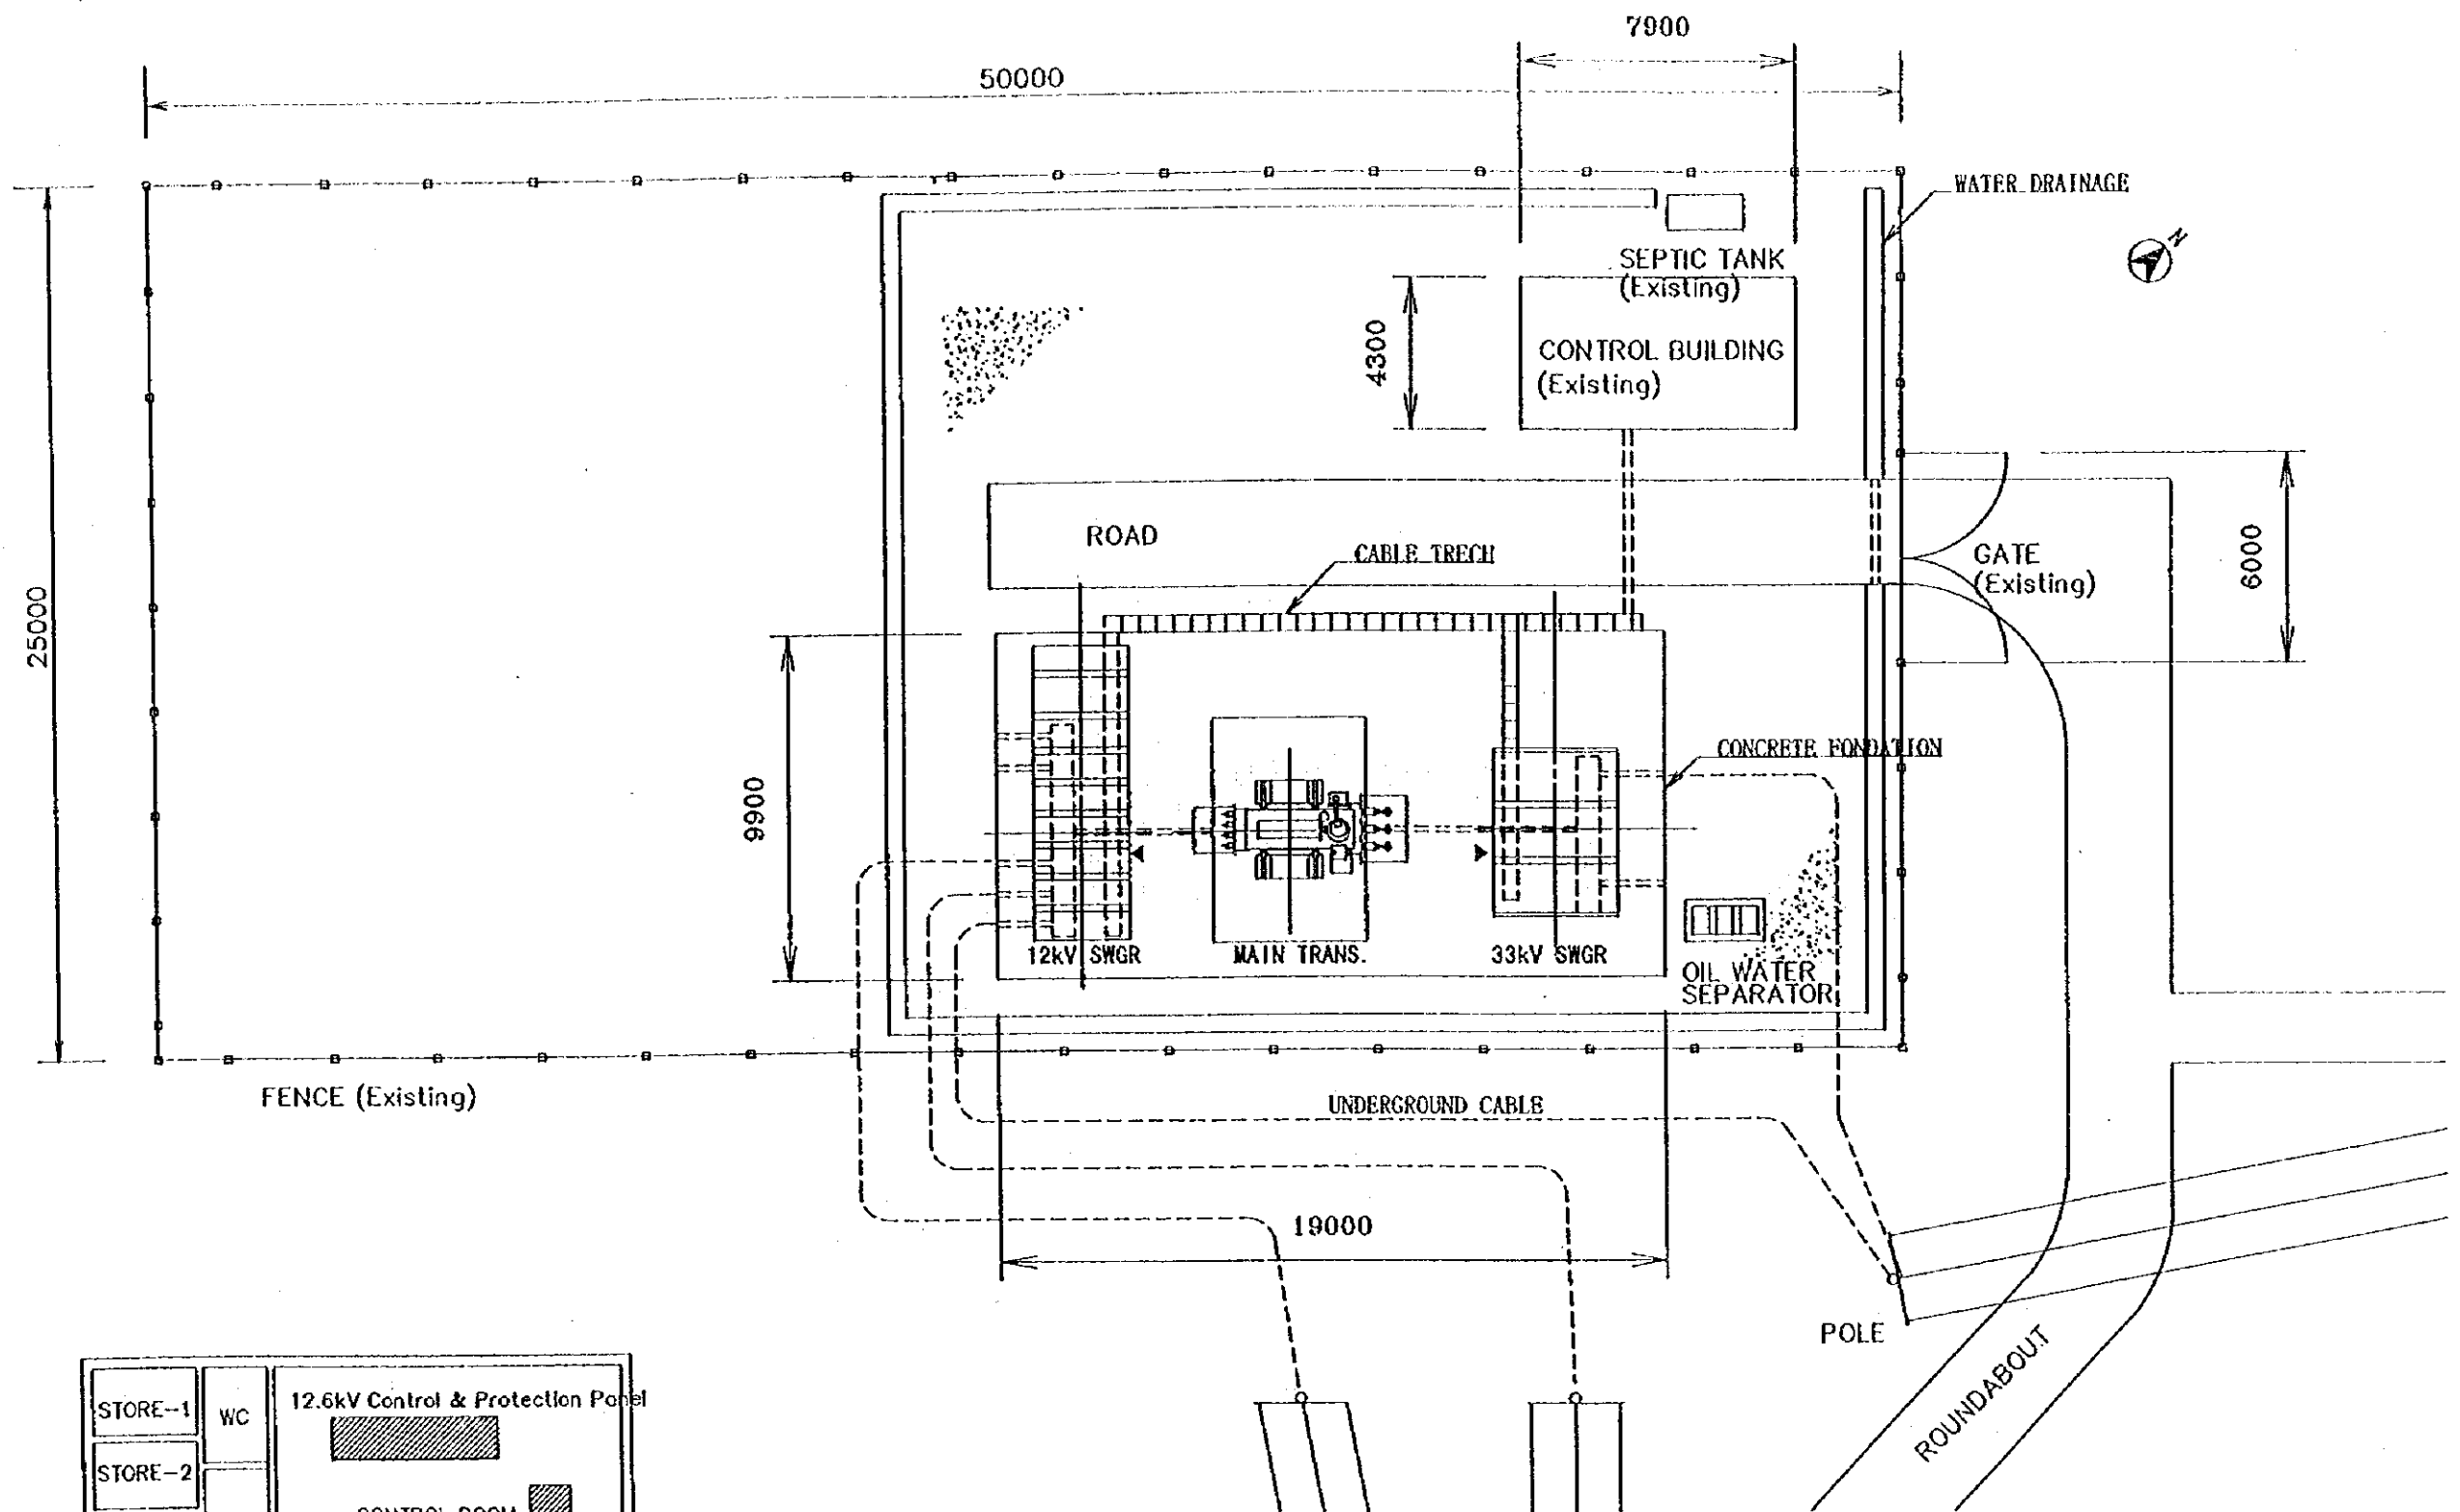 7900
50000
WATER DRAINAGE
N
SEPTIC TANK
(Existing)
4300
CONTROL BUILDING
(Existing)
ROAD
CABLE TRECH
GATE
(Existing)
6000
25000
9900
CONCRETE FONDATION
12kV SWGR
MAIN TRANS.
33kV SWGR
OIL WATER
SEPARATOR
FENCE (Existing)
UNDERGROUND CABLE
19000
POLE
ROUNDABOUT
STORE-1
WC
12.6kV Control & Protection Panel
STORE-2
CONTROL ROOM